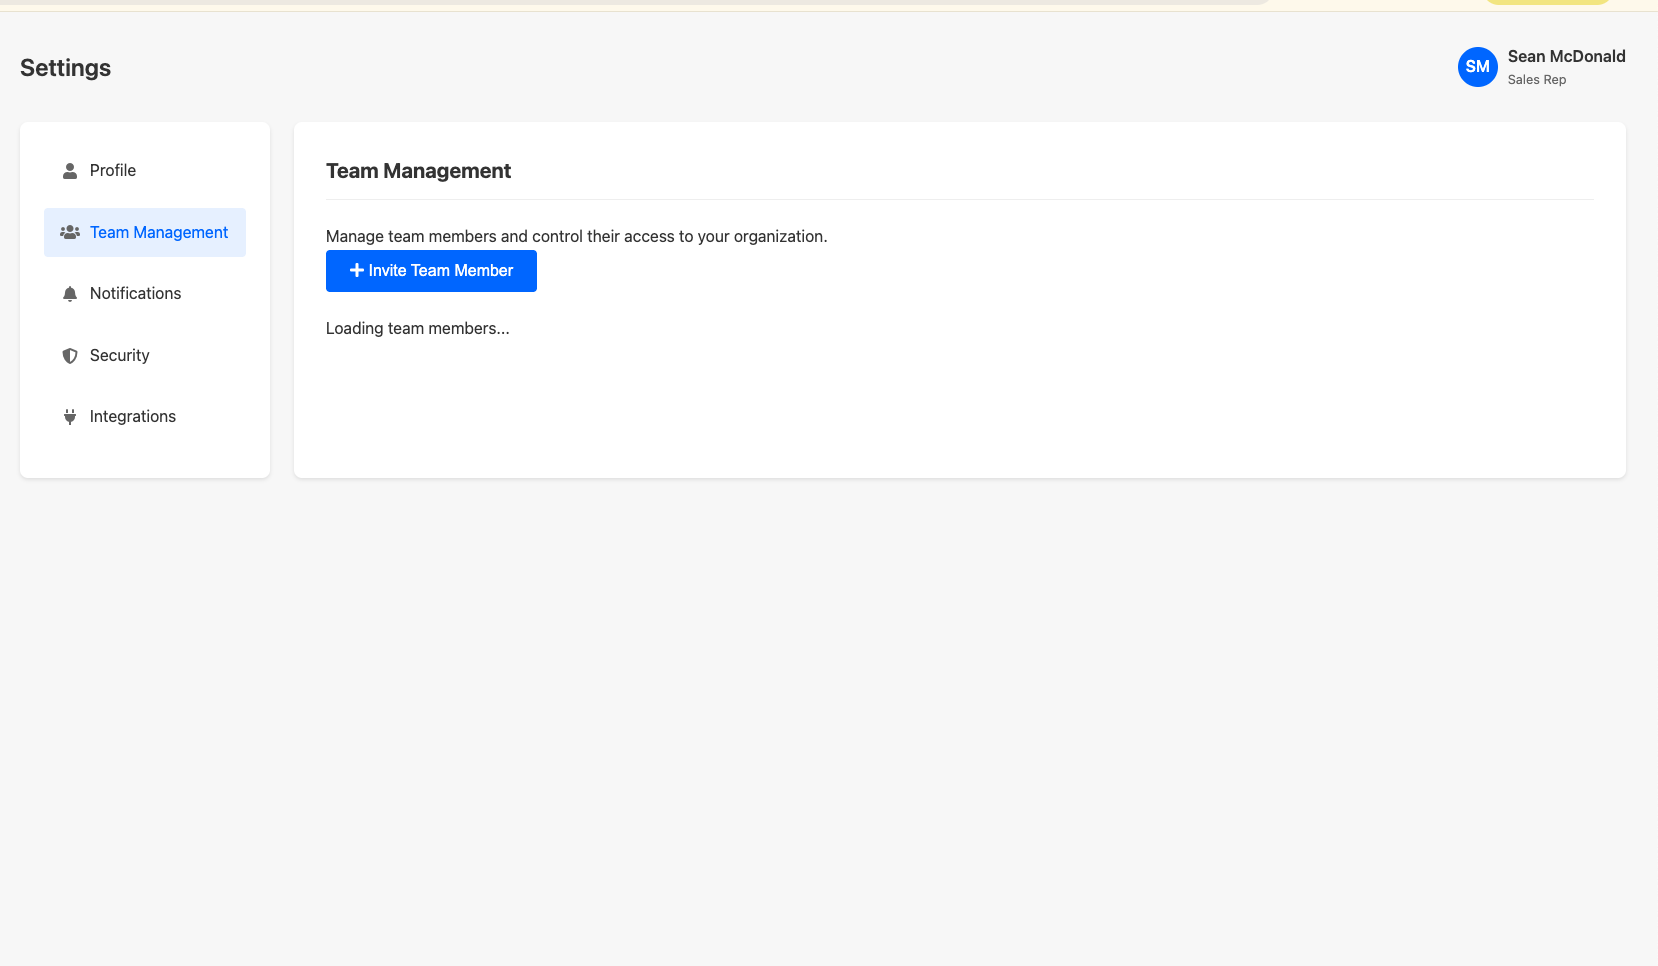 Settings
SM
Sean McDonald
Sales Rep
Profile
Team Management
Notifications
Security
Integrations
Team Management
Manage team members and control their access to your organization.
Invite Team Member
Loading team members...